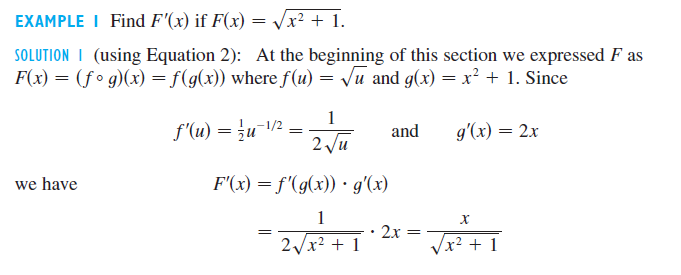 EXAMPLE 1 Find F'(x) if F(x) = √(x² + 1).
SOLUTION 1 (using Equation 2): At the beginning of this section we expressed F as
F(x) = (f ∘ g)(x) = f(g(x)) where f(u) = √u and g(x) = x² + 1. Since
f'(u) = ½u^(-1/2) = 1/(2√u) and g'(x) = 2x
we have F'(x) = f'(g(x)) · g'(x)
= 1/(2√(x² + 1)) · 2x = x/√(x² + 1)